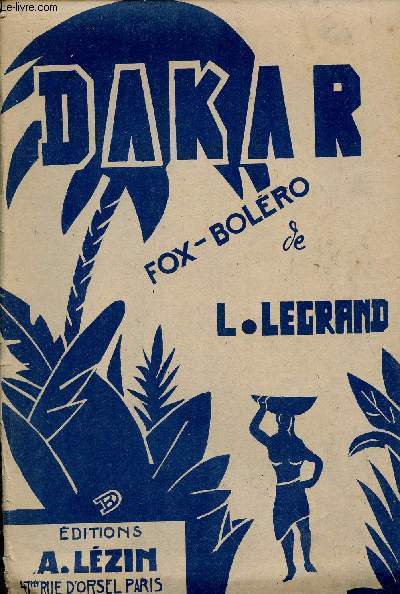 Le-livre.com
DAKAR
FOX-BOLÉRO
de
L. LEGRAND
ÉDITIONS
A. LÉZIN
RUE D'ORSEL PARIS